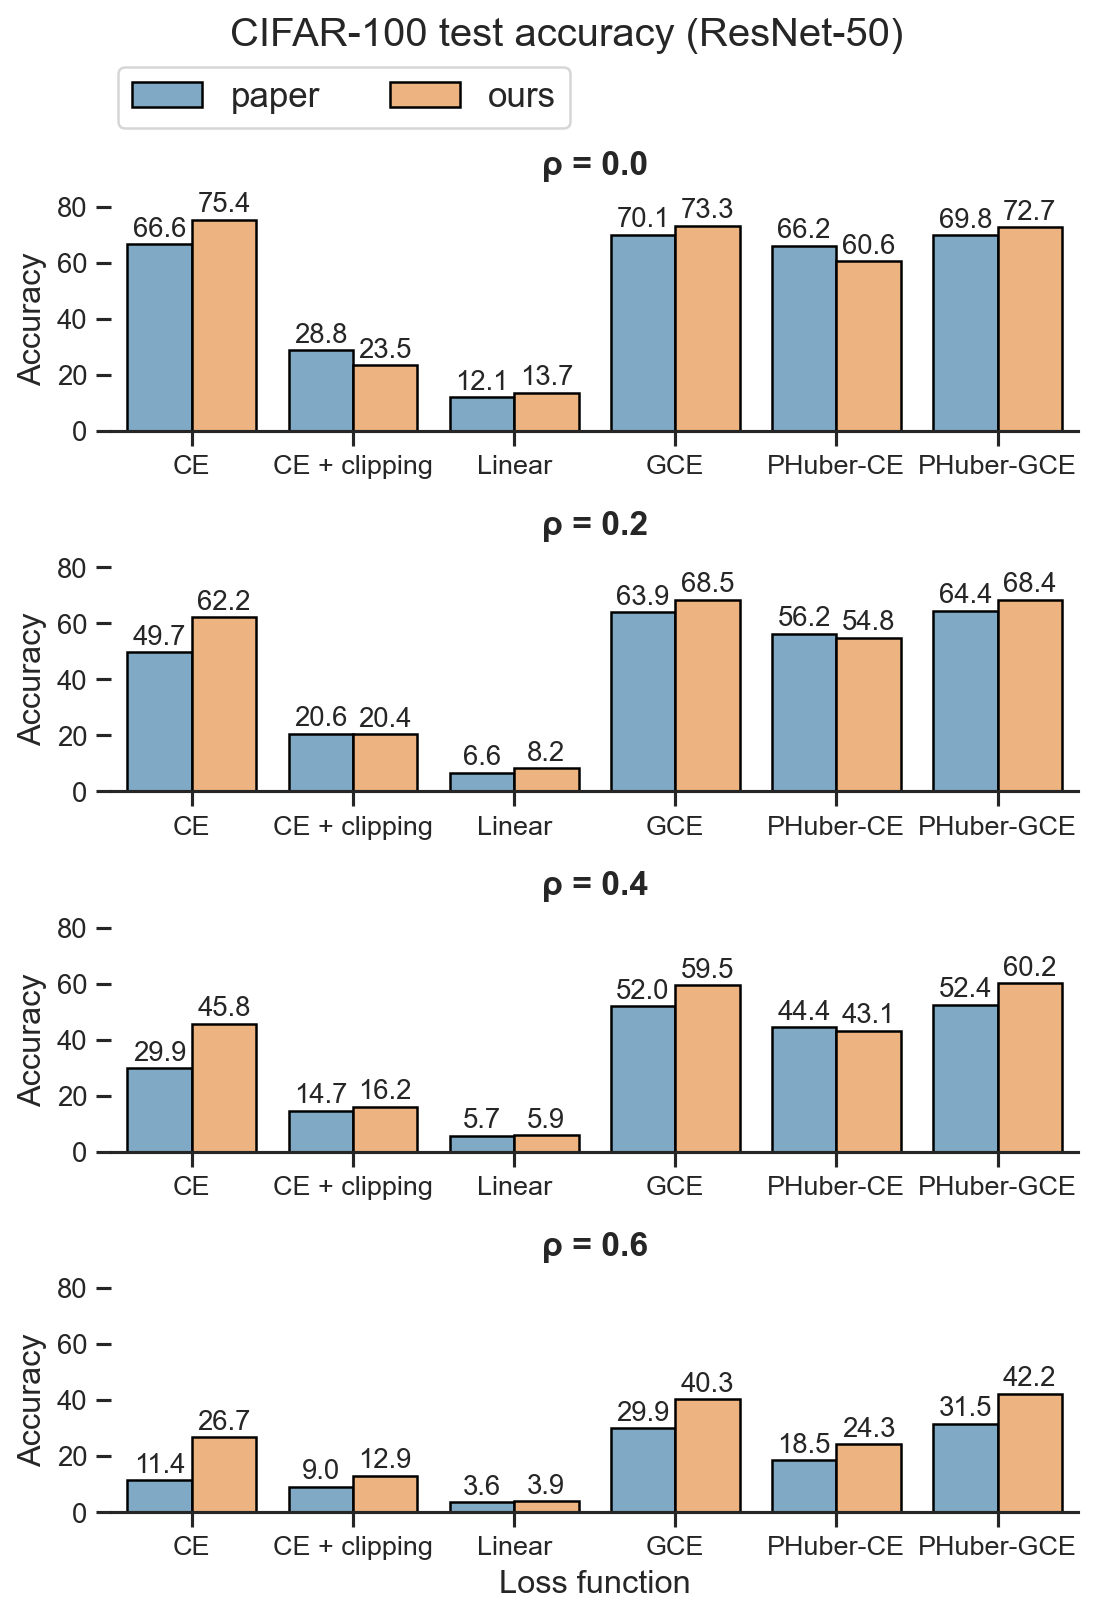 CIFAR-100 test accuracy (ResNet-50)
paper ours
ρ = 0.0
Accuracy
80
60
40
20
0
66.6 75.4 28.8 23.5 12.1 13.7 70.1 73.3 66.2 60.6 69.8 72.7
CE CE + clipping Linear GCE PHuber-CE PHuber-GCE
ρ = 0.2
Accuracy
80
60
40
20
0
49.7 62.2 20.6 20.4 6.6 8.2 63.9 68.5 56.2 54.8 64.4 68.4
CE CE + clipping Linear GCE PHuber-CE PHuber-GCE
ρ = 0.4
Accuracy
80
60
40
20
0
29.9 45.8 14.7 16.2 5.7 5.9 52.0 59.5 44.4 43.1 52.4 60.2
CE CE + clipping Linear GCE PHuber-CE PHuber-GCE
ρ = 0.6
Accuracy
80
60
40
20
0
11.4 26.7 9.0 12.9 3.6 3.9 29.9 40.3 18.5 24.3 31.5 42.2
CE CE + clipping Linear GCE PHuber-CE PHuber-GCE
Loss function